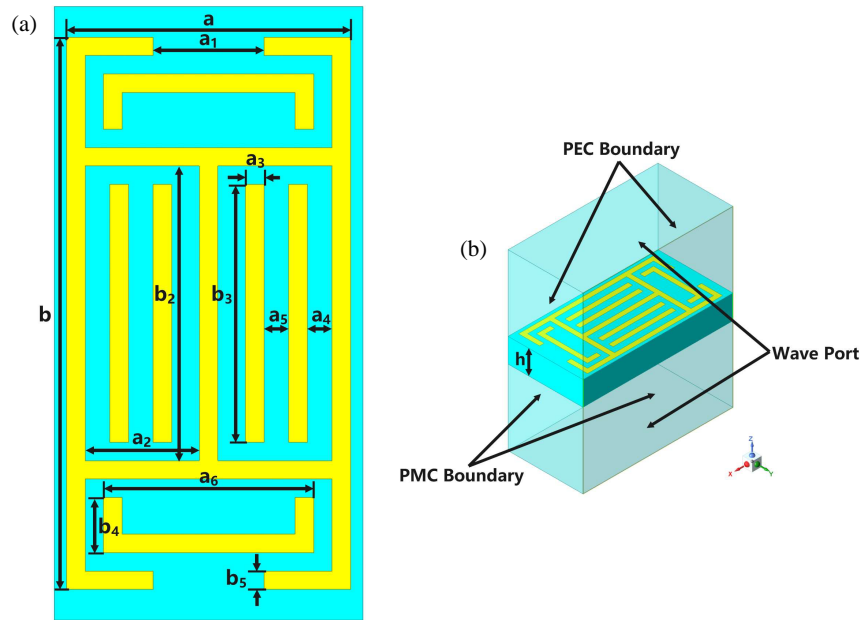 (a)
a
a₁
a₃
b
b₂
b₃
a₅
a₄
a₂
a₆
b₄
b₅
(b)
PEC Boundary
h
Wave Port
PMC Boundary
Z
X
Y